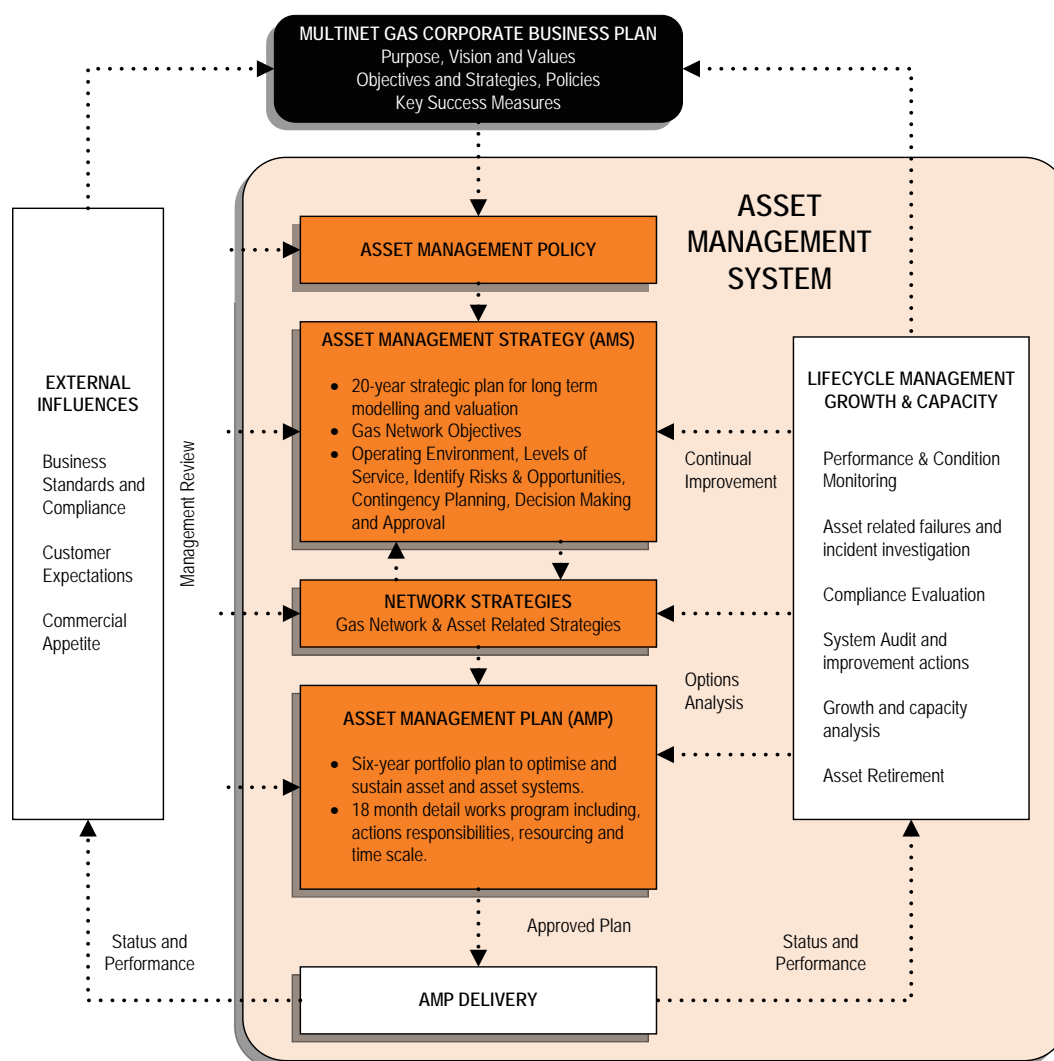 MULTINET GAS CORPORATE BUSINESS PLAN
Purpose, Vision and Values
Objectives and Strategies, Policies
Key Success Measures
ASSET
MANAGEMENT
SYSTEM
ASSET MANAGEMENT POLICY
ASSET MANAGEMENT STRATEGY (AMS)
● 20-year strategic plan for long term
modelling and valuation
● Gas Network Objectives
● Operating Environment, Levels of
Service, Identify Risks & Opportunities,
Contingency Planning, Decision Making
and Approval
EXTERNAL
INFLUENCES
Business
Standards and
Compliance
Customer
Expectations
Commercial
Appetite
Management Review
Continual
Improvement
LIFECYCLE MANAGEMENT
GROWTH & CAPACITY
Performance & Condition
Monitoring
Asset related failures and
incident investigation
Compliance Evaluation
System Audit and
improvement actions
Growth and capacity
analysis
Asset Retirement
NETWORK STRATEGIES
Gas Network & Asset Related Strategies
Options
Analysis
ASSET MANAGEMENT PLAN (AMP)
● Six-year portfolio plan to optimise and
sustain asset and asset systems.
● 18 month detail works program including,
actions responsibilities, resourcing and
time scale.
Approved Plan
Status and
Performance
Status and
Performance
AMP DELIVERY